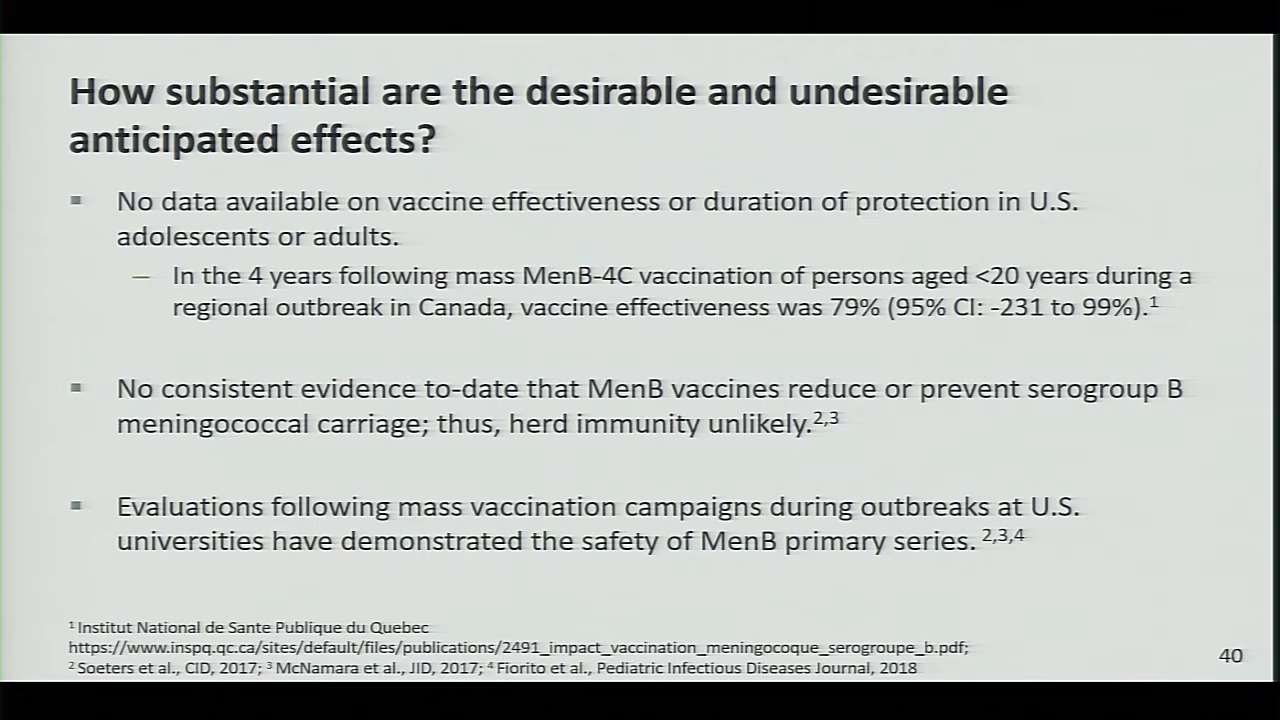 How substantial are the desirable and undesirable
anticipated effects?
▪ No data available on vaccine effectiveness or duration of protection in U.S.
adolescents or adults.
– In the 4 years following mass MenB-4C vaccination of persons aged <20 years during a
regional outbreak in Canada, vaccine effectiveness was 79% (95% CI: -231 to 99%).1
▪ No consistent evidence to-date that MenB vaccines reduce or prevent serogroup B
meningococcal carriage; thus, herd immunity unlikely.2,3
▪ Evaluations following mass vaccination campaigns during outbreaks at U.S.
universities have demonstrated the safety of MenB primary series. 2,3,4
1 Institut National de Sante Publique du Quebec
https://www.inspq.qc.ca/sites/default/files/publications/2491_impact_vaccination_meningocoque_serogroupe_b.pdf;
2 Soeters et al., CID, 2017; 3 McNamara et al., JID, 2017; 4 Fiorito et al., Pediatric Infectious Diseases Journal, 2018
40